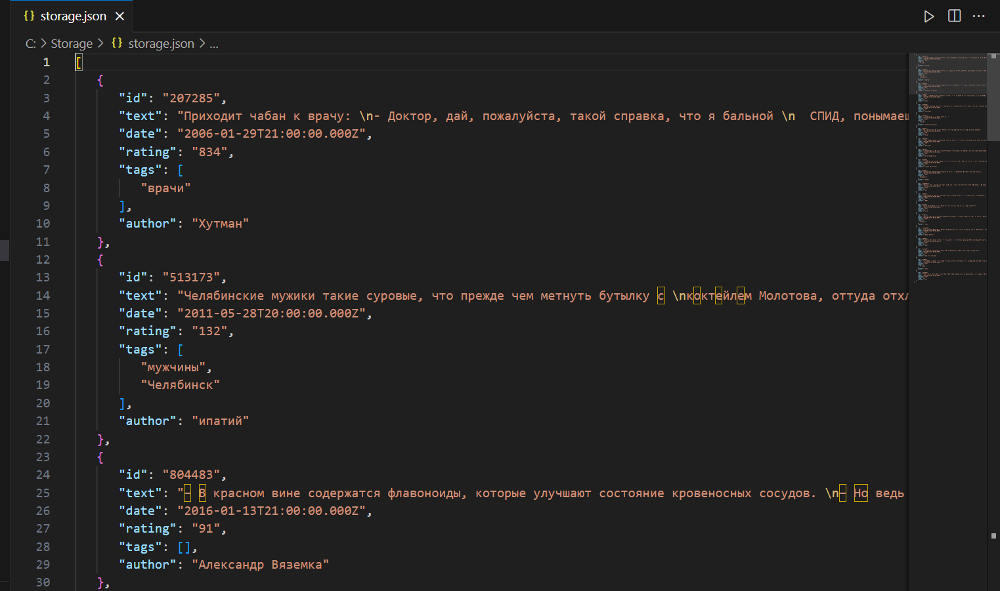 {} storage.json ×
C: > Storage > {} storage.json > ...
1 [
2 {
3 "id": "207285",
4 "text": "Приходит чабан к врачу: \n- Доктор, дай, пожалуйста, такой справка, что я бальной \n  СПИД, понымаеш
5 "date": "2006-01-29T21:00:00.000Z",
6 "rating": "834",
7 "tags": [
8 "врачи"
9 ],
10 "author": "Хутман"
11 },
12 {
13 "id": "513173",
14 "text": "Челябинские мужики такие суровые, что прежде чем метнуть бутылку с \nкоктейлем Молотова, оттуда отхл
15 "date": "2011-05-28T20:00:00.000Z",
16 "rating": "132",
17 "tags": [
18 "мужчины",
19 "Челябинск"
20 ],
21 "author": "ипатий"
22 },
23 {
24 "id": "804483",
25 "text": "– В красном вине содержатся флавоноиды, которые улучшают состояние кровеносных сосудов. \n– Но ведь
26 "date": "2016-01-13T21:00:00.000Z",
27 "rating": "91",
28 "tags": [],
29 "author": "Александр Вяземка"
30 },